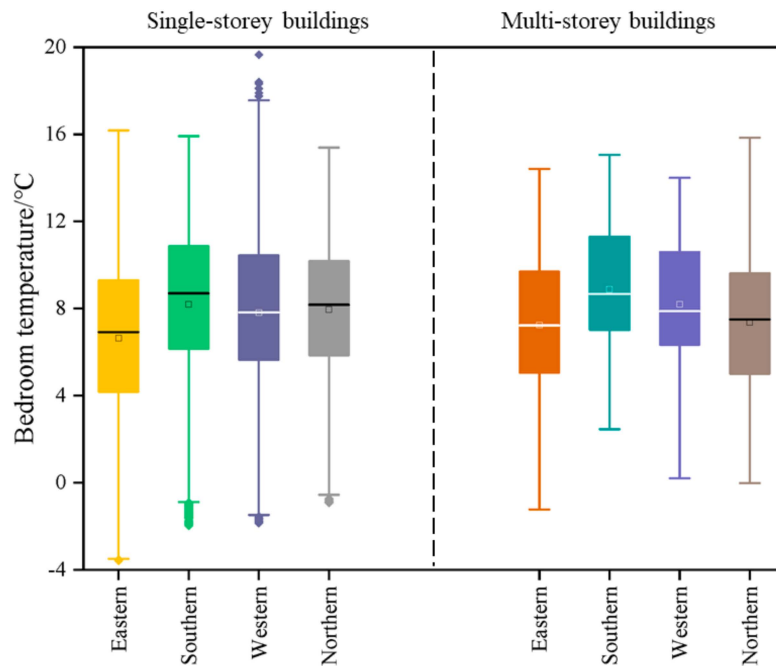 Single-storey buildings
Multi-storey buildings
Bedroom temperature/°C
20
16
12
8
4
0
-4
Eastern
Southern
Western
Northern
Eastern
Southern
Western
Northern